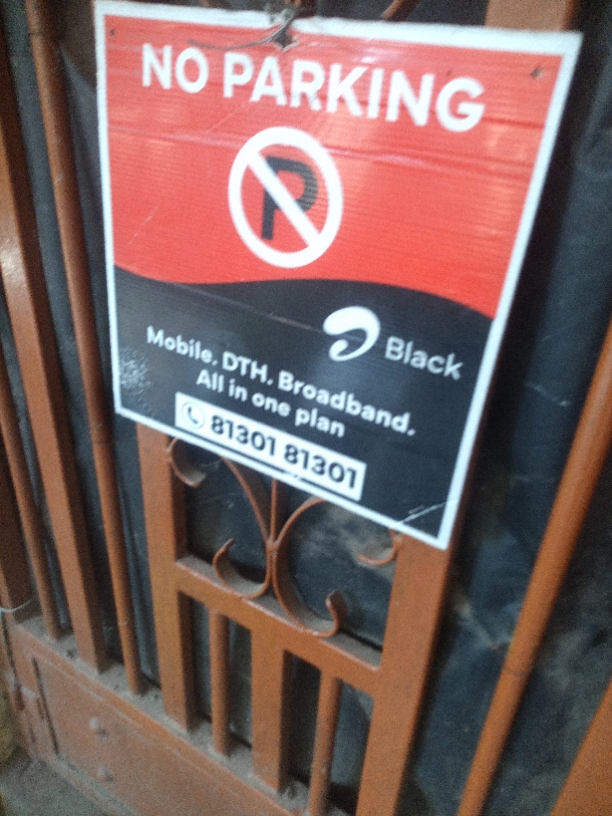 NO PARKING
P
Black
Mobile, DTH, Broadband.
All in one plan
81301 81301